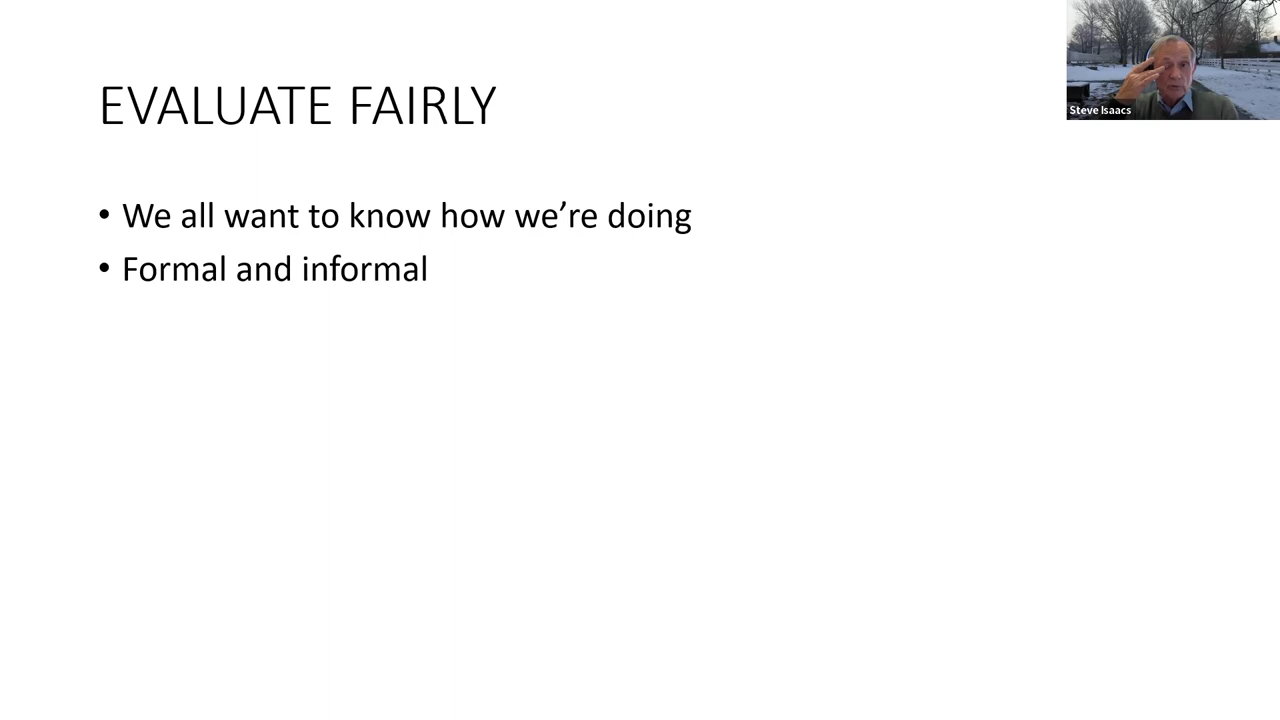 EVALUATE FAIRLY
• We all want to know how we’re doing
• Formal and informal
Steve Isaacs